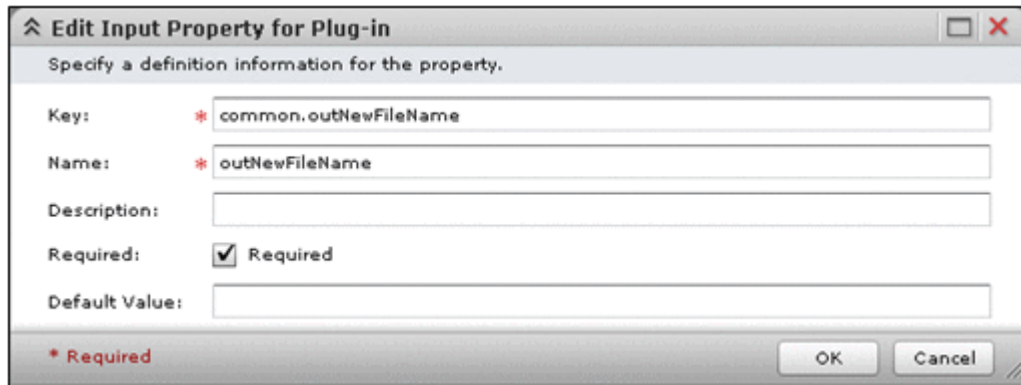 Edit Input Property for Plug-in
Specify a definition information for the property.
Key: * common.outNewFileName
Name: * outNewFileName
Description:
Required: Required
Default Value:
* Required OK Cancel